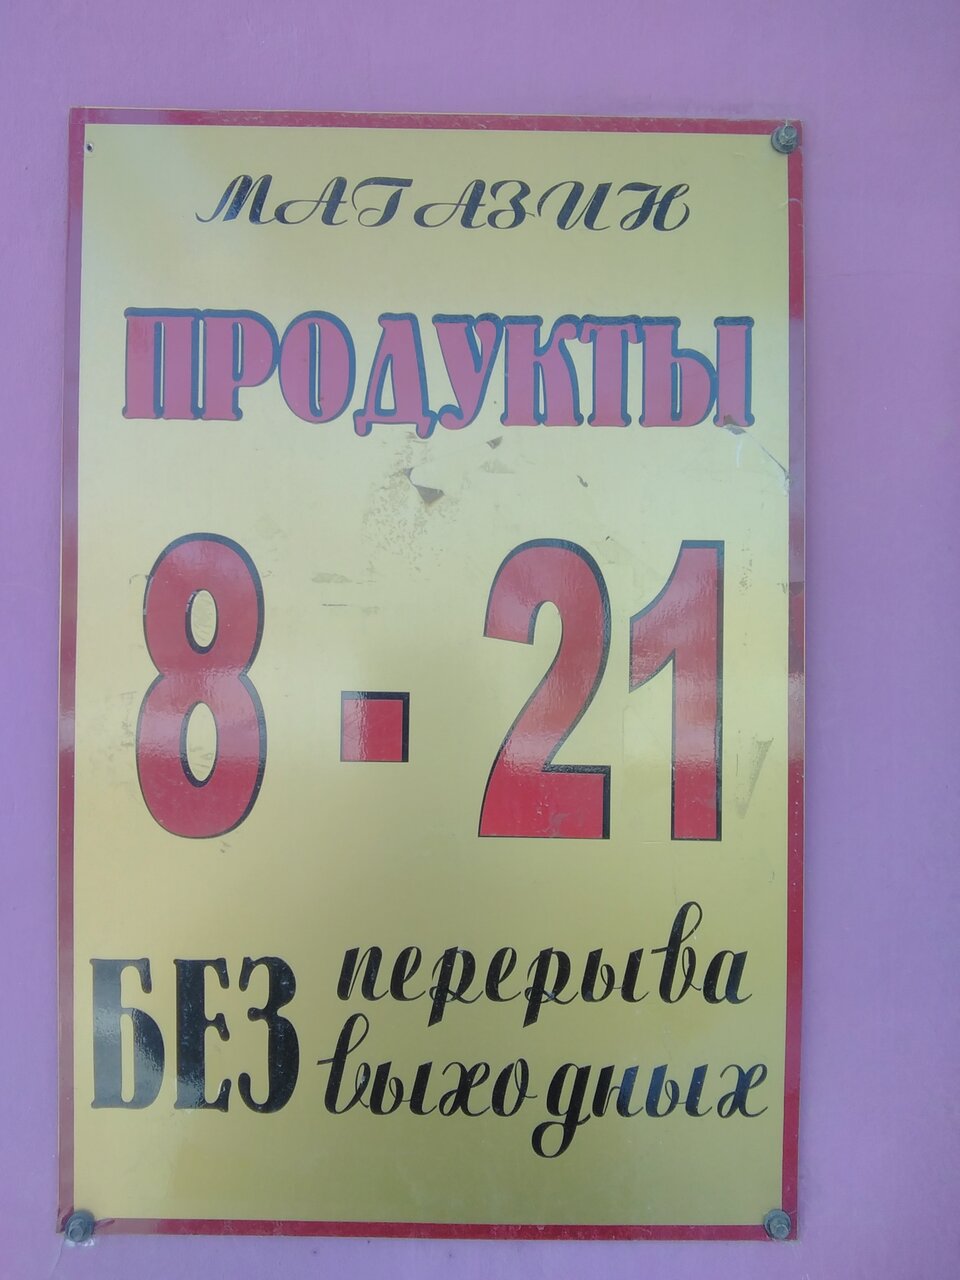 МАГАЗИН
ПРОДУКТЫ
8 - 21
БЕЗ перерыва
выходных